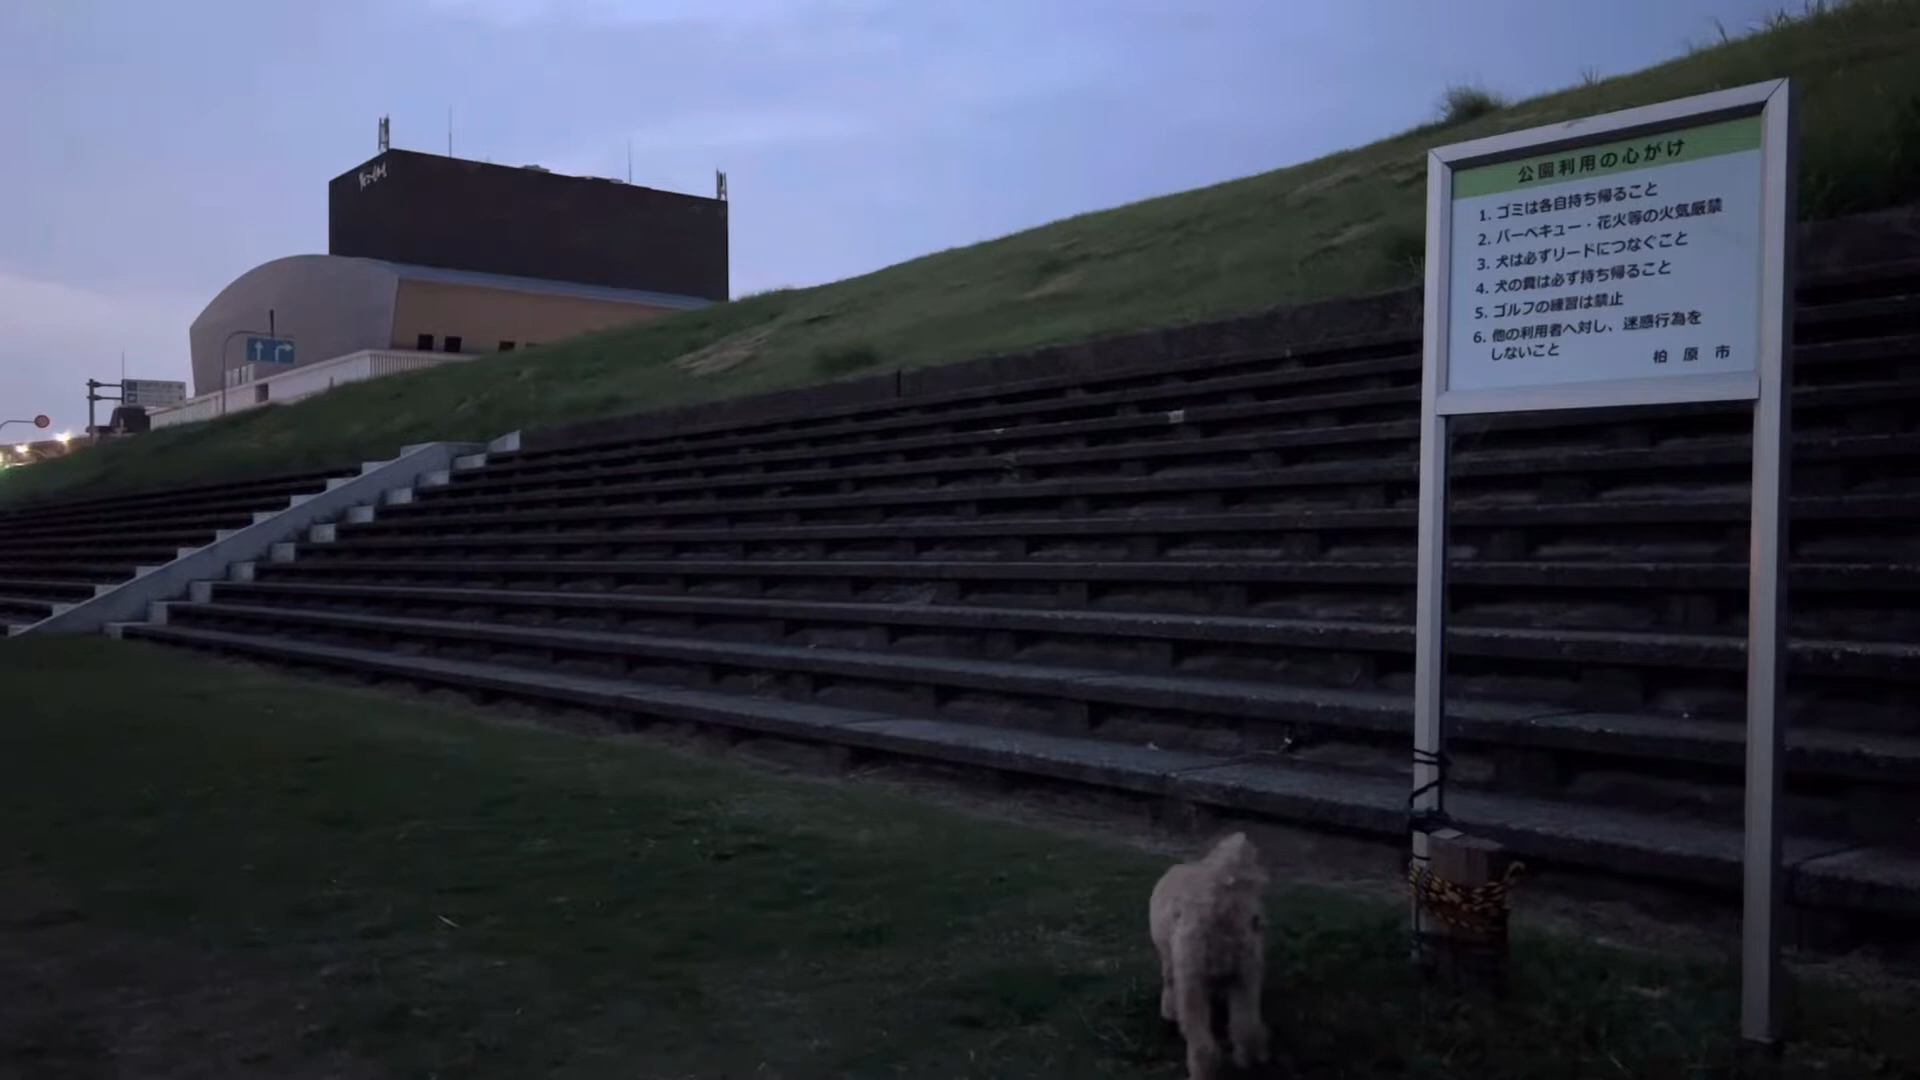 公園利用の心がけ
1. ゴミは各自持ち帰ること
2. バーベキュー・花火等の火気厳禁
3. 犬は必ずリードにつなぐこと
4. 犬の糞は必ず持ち帰ること
5. ゴルフの練習は禁止
6. 他の利用者へ対し、迷惑行為を
しないこと
柏原市